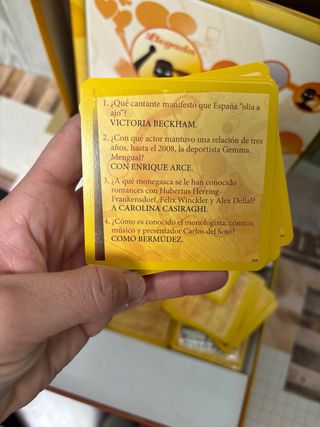 1. ¿Qué cantante manifestó que España "olía a
ajo"?
VICTORIA BECKHAM.
2. ¿Con qué actor mantuvo una relación de tres
años, hasta el 2008, la deportista Gemma
Mengual?
CON ENRIQUE ARCE.
3. ¿A qué monegasca se le han conocido
romances con Hubertus Herring-
Frankensdorf, Félix Winckler y Alex Dellal?
A CAROLINA CASIRAGHI.
4. ¿Cómo es conocido el monologista, cómico,
músico y presentador Carlos del Soto?
COMO BERMÚDEZ.